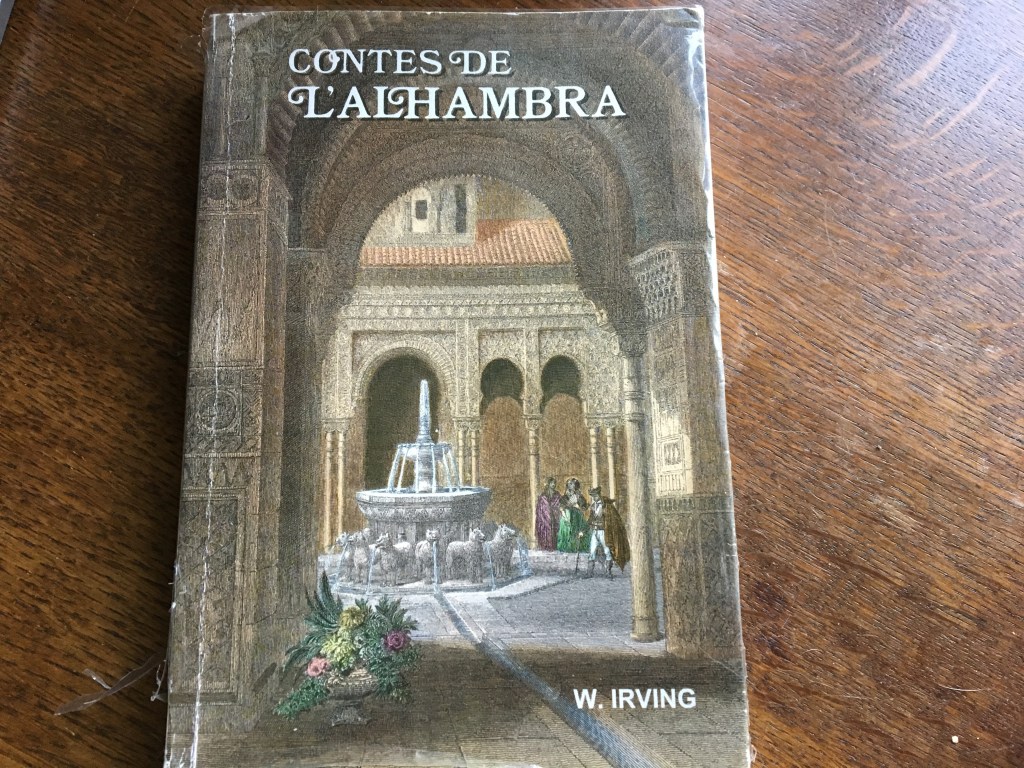 CONTES DE
L'ALHAMBRA
W. IRVING